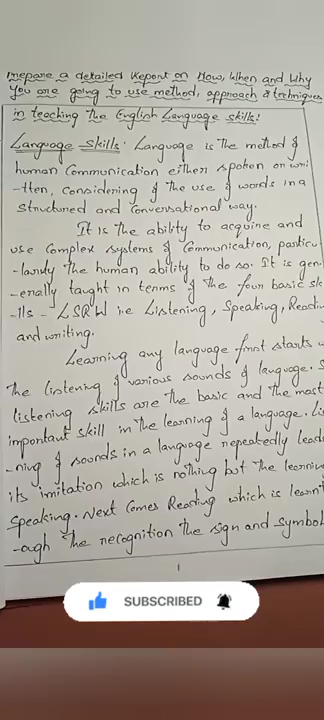 Prepare a detailed Report on How, When and Why
You are going to use method, approach & techniques
in teaching the English Language skills:
Language Skills: Language is the method of
human Communication either spoken or wri
-tten, considering of the use of words in a
structured and Conversational way.
It is the ability to acquire and
use Complex systems of Communication, particu
-larly the human ability to do so. It is gen
-erally taught in terms of the four basic sk
-ills - LSRW i.e Listening, Speaking, Readin
and writing.
Learning any language first starts
The listening of various sounds of language.
listening skills are the basic and the most
important skill in the learning of a language.
-ning of sounds in a language repeatedly leads
its imitation which is nothing but the learnin
speaking. Next Comes Reading which is learnt
-ough the recognition the sign and symbol
1
SUBSCRIBED